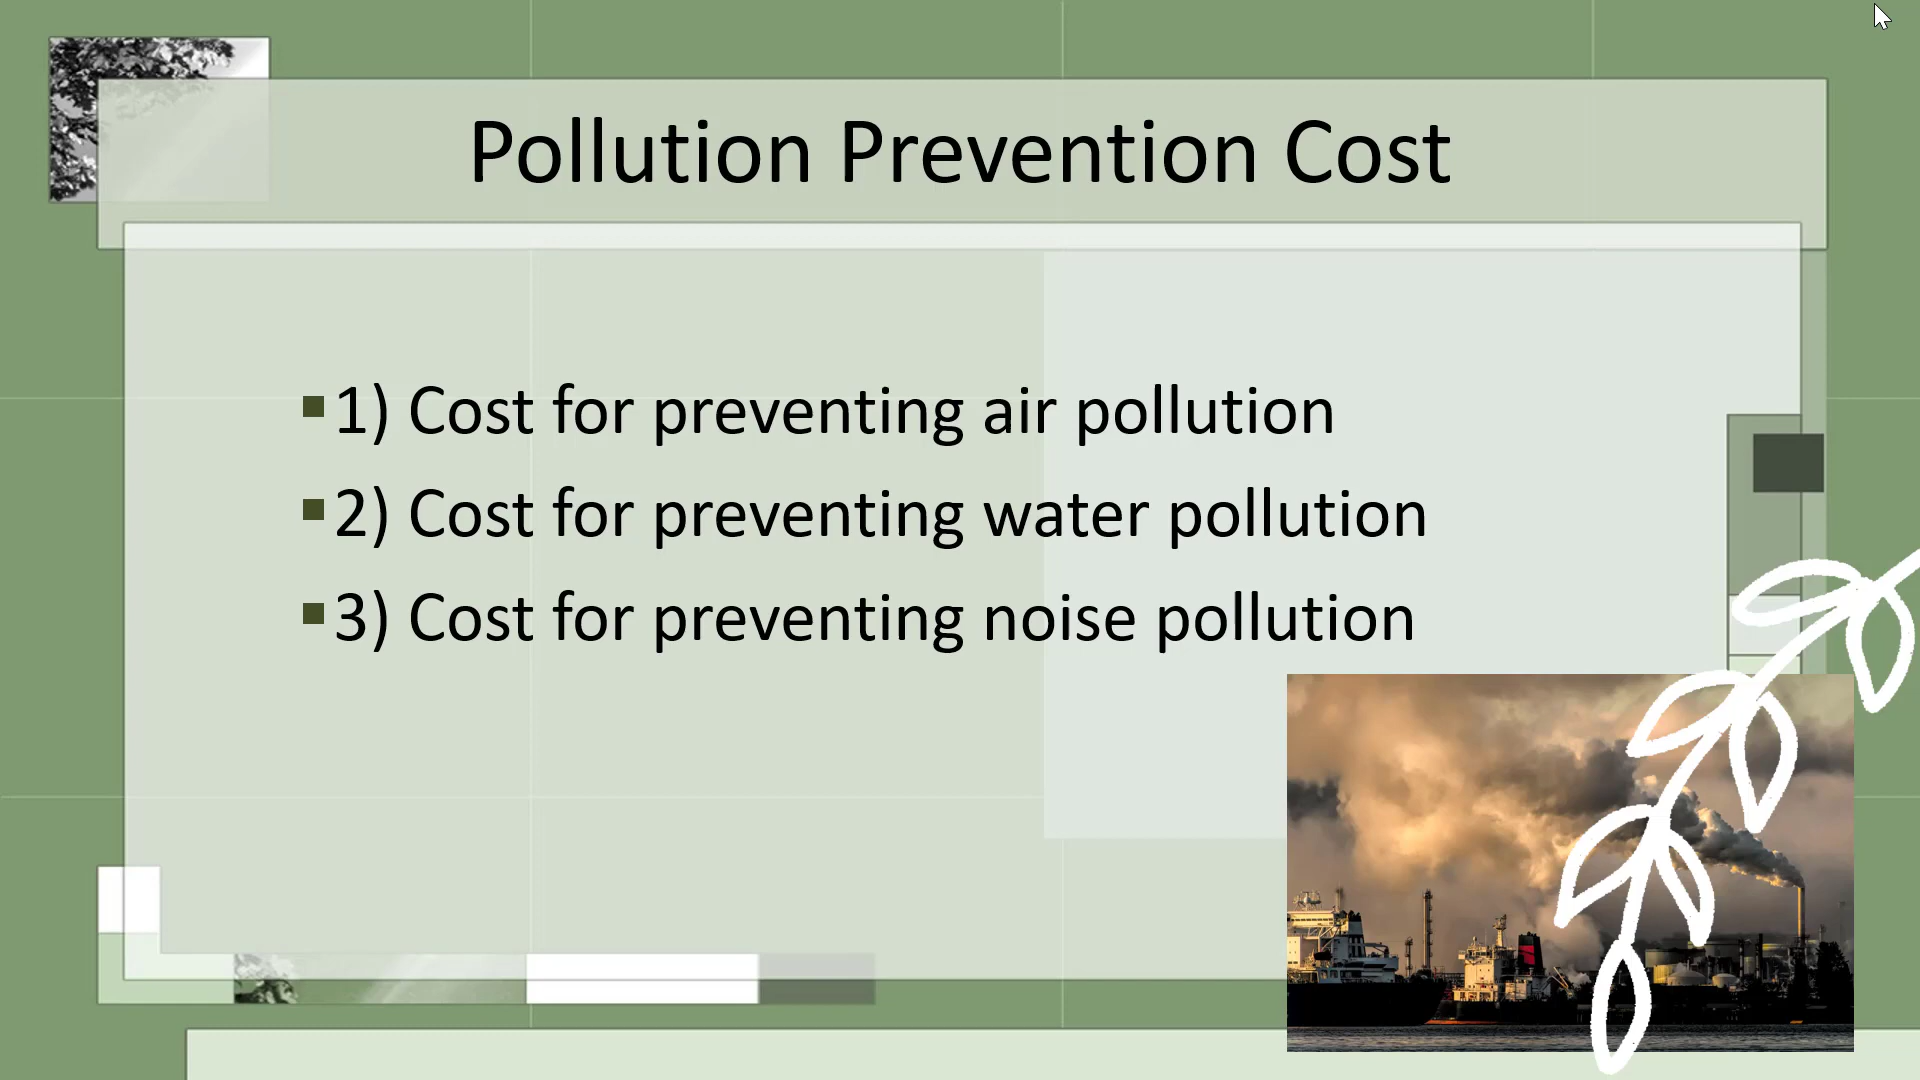 Pollution Prevention Cost
1) Cost for preventing air pollution
2) Cost for preventing water pollution
3) Cost for preventing noise pollution